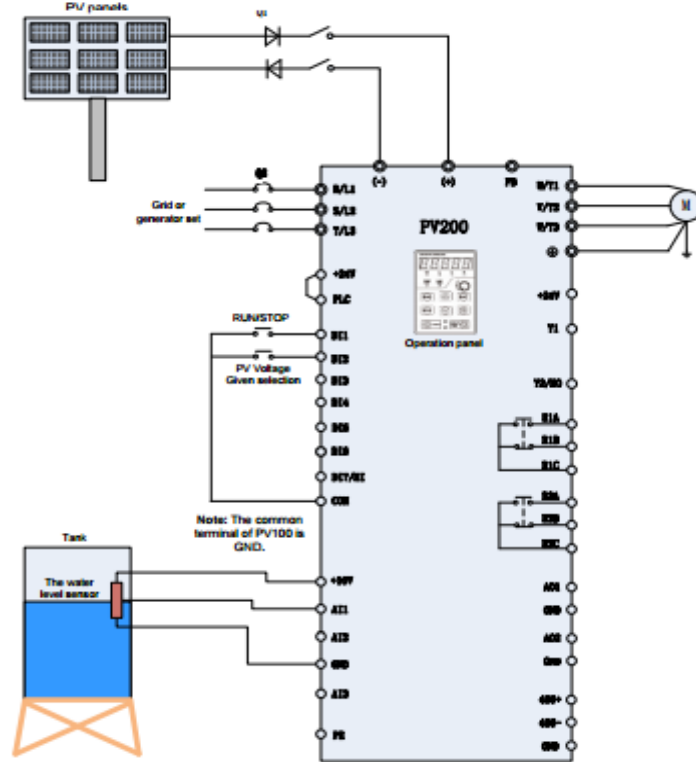 PV panels
(-)
(+)
PV200
Grid or
generator set
R/L1
S/L2
T/L3
U/T1
V/T2
W/T3
M
+24V
PLC
Operation panel
+24V
Y1
RUN/STOP
DI1
DI2
PV Voltage
Given selection
DI3
DI4
DI5
DI6
COM
R1A
R1B
R1C
R2A
R2B
R2C
Note: The common
terminal of PV100 is
GND.
Tank
The water
level sensor
AI1
AI2
GND
AI3
PE
AO1
GND
AO2
GND
485+
485-
GND